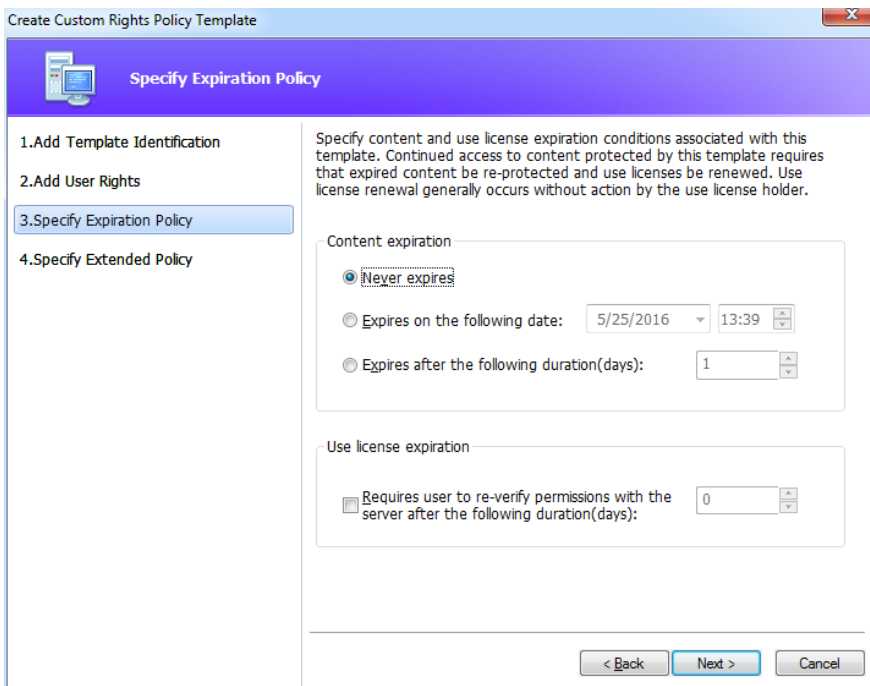 Create Custom Rights Policy Template
Specify Expiration Policy
1.Add Template Identification
2.Add User Rights
3.Specify Expiration Policy
4.Specify Extended Policy
Specify content and use license expiration conditions associated with this
template. Continued access to content protected by this template requires
that expired content be re-protected and use licenses be renewed. Use
license renewal generally occurs without action by the use license holder.
Content expiration
Never expires
Expires on the following date: 5/25/2016 13:39
Expires after the following duration(days): 1
Use license expiration
Requires user to re-verify permissions with the
server after the following duration(days): 0
< Back Next > Cancel